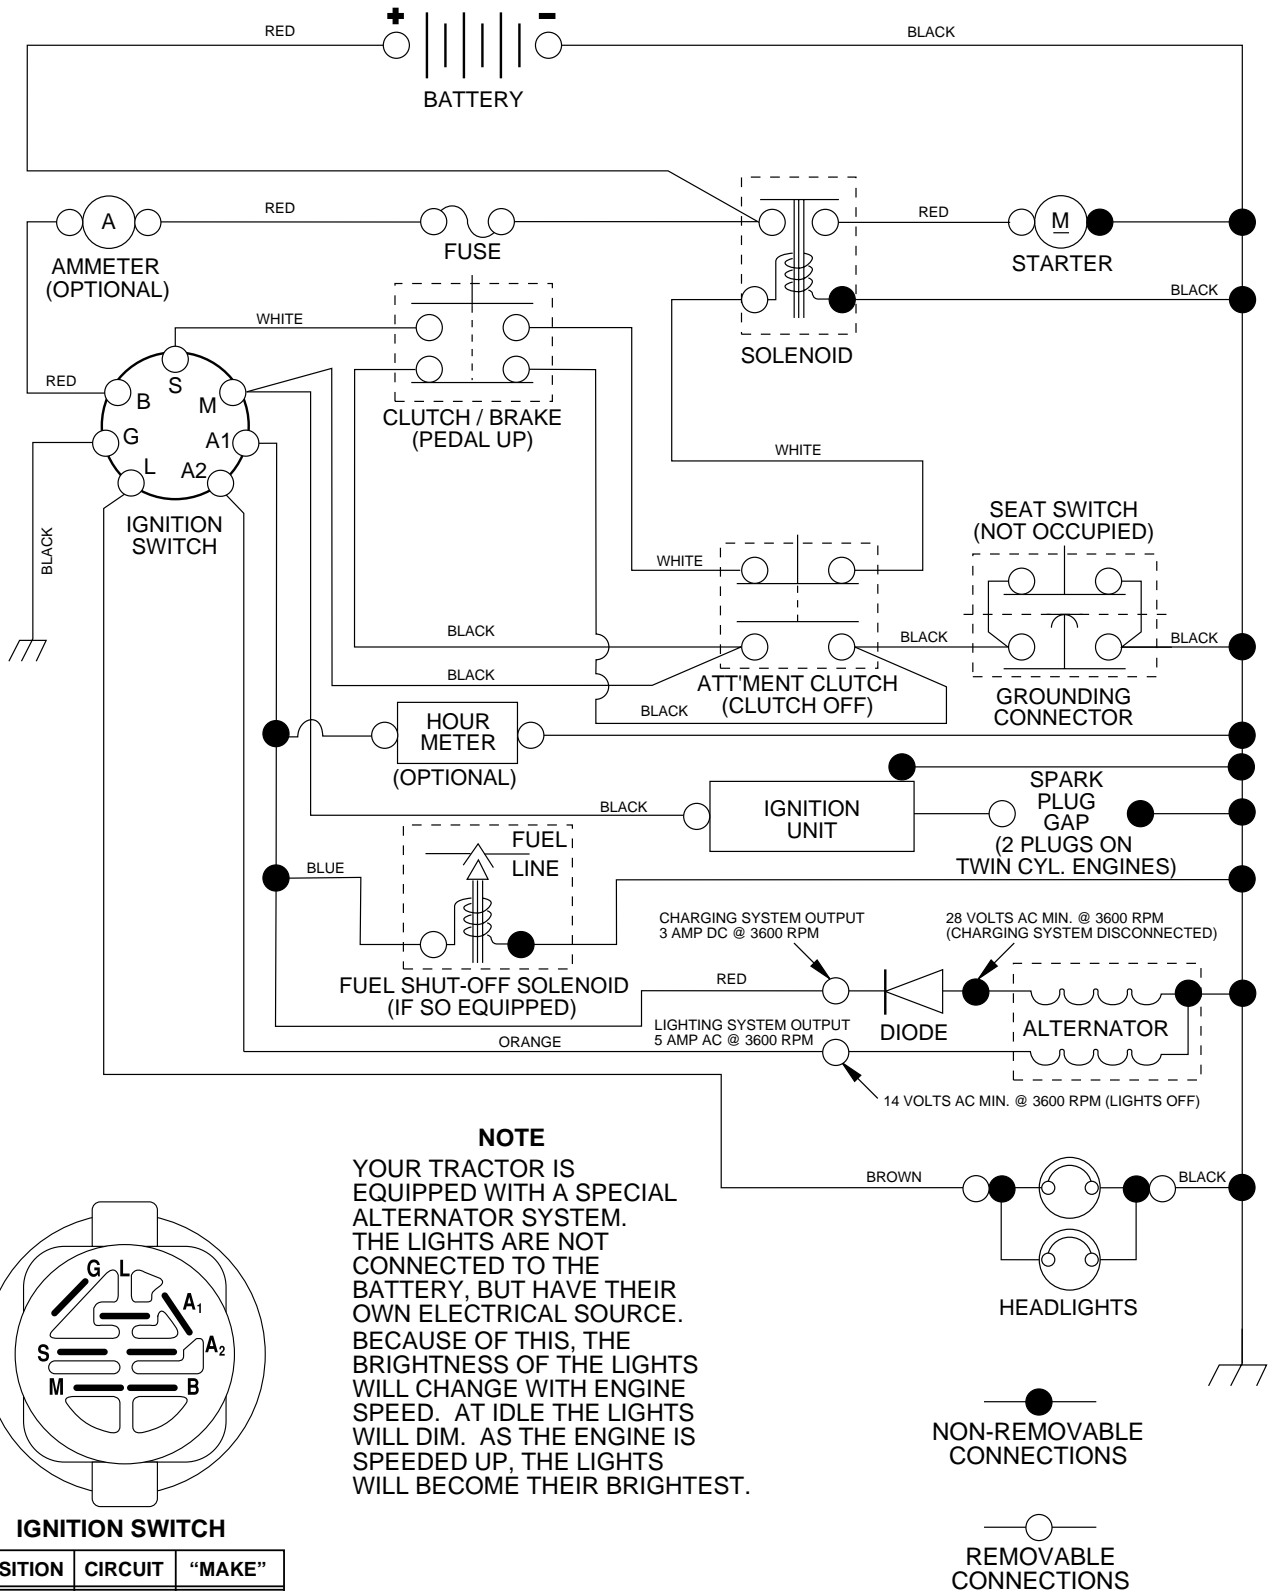 +
-
RED
BLACK
BATTERY
RED
A
FUSE
AMMETER
(OPTIONAL)
RED
M
STARTER
BLACK
SOLENOID
WHITE
RED
S
B
M
G
A1
L
A2
CLUTCH / BRAKE
(PEDAL UP)
IGNITION
SWITCH
BLACK
WHITE
SEAT SWITCH
(NOT OCCUPIED)
WHITE
BLACK
BLACK
BLACK
BLACK
BLACK
ATT'MENT CLUTCH
(CLUTCH OFF)
GROUNDING
CONNECTOR
HOUR
METER
(OPTIONAL)
BLACK
IGNITION
UNIT
SPARK
PLUG
GAP
(2 PLUGS ON
TWIN CYL. ENGINES)
FUEL
LINE
BLUE
FUEL SHUT-OFF SOLENOID
(IF SO EQUIPPED)
CHARGING SYSTEM OUTPUT
3 AMP DC @ 3600 RPM
28 VOLTS AC MIN. @ 3600 RPM
(CHARGING SYSTEM DISCONNECTED)
RED
DIODE
ALTERNATOR
LIGHTING SYSTEM OUTPUT
5 AMP AC @ 3600 RPM
ORANGE
14 VOLTS AC MIN. @ 3600 RPM (LIGHTS OFF)
NOTE
YOUR TRACTOR IS
EQUIPPED WITH A SPECIAL
ALTERNATOR SYSTEM.
THE LIGHTS ARE NOT
CONNECTED TO THE
BATTERY, BUT HAVE THEIR
OWN ELECTRICAL SOURCE.
BECAUSE OF THIS, THE
BRIGHTNESS OF THE LIGHTS
WILL CHANGE WITH ENGINE
SPEED. AT IDLE THE LIGHTS
WILL DIM. AS THE ENGINE IS
SPEEDED UP, THE LIGHTS
WILL BECOME THEIR BRIGHTEST.
BROWN
BLACK
HEADLIGHTS
G
L
A1
S
A2
M
B
IGNITION SWITCH
SITION CIRCUIT “MAKE”
NON-REMOVABLE
CONNECTIONS
REMOVABLE
CONNECTIONS